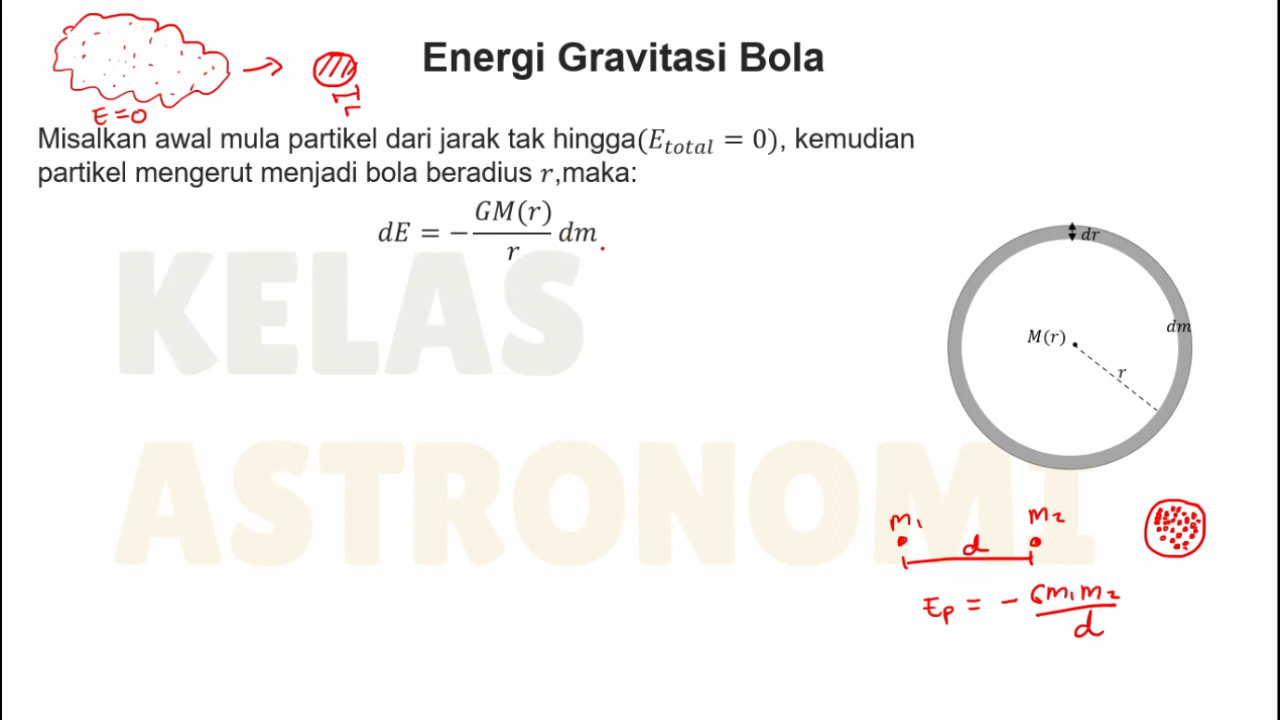 Energi Gravitasi Bola
E=0
r
Misalkan awal mula partikel dari jarak tak hingga(E_total = 0), kemudian
partikel mengerut menjadi bola beradius r,maka:
dE = − GM(r)/r dm
dr
dm
M(r)
r
KELAS
ASTRONOMI
m₁ m₂
d
E_p = − Gm₁m₂/d